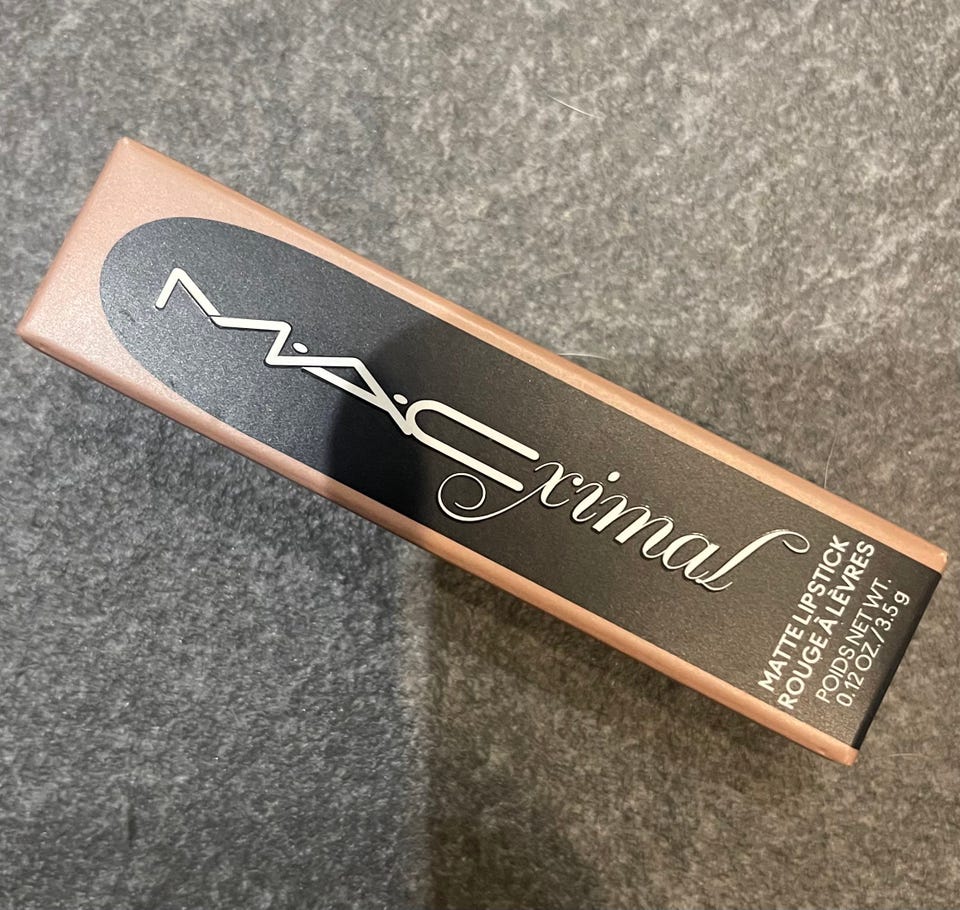 M·A·Cximal
MATTE LIPSTICK
ROUGE À LÈVRES
POIDS NET WT.
0.12 OZ./3.5 g